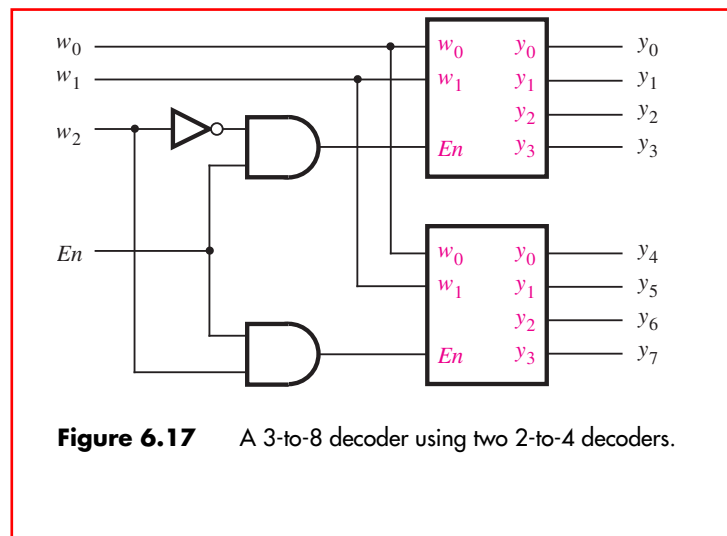 w0 w0 y0 y0
w1 w1 y1 y1
y2 y2
w2 En y3 y3
En w0 y0 y4
w1 y1 y5
y2 y6
En y3 y7
Figure 6.17 A 3-to-8 decoder using two 2-to-4 decoders.